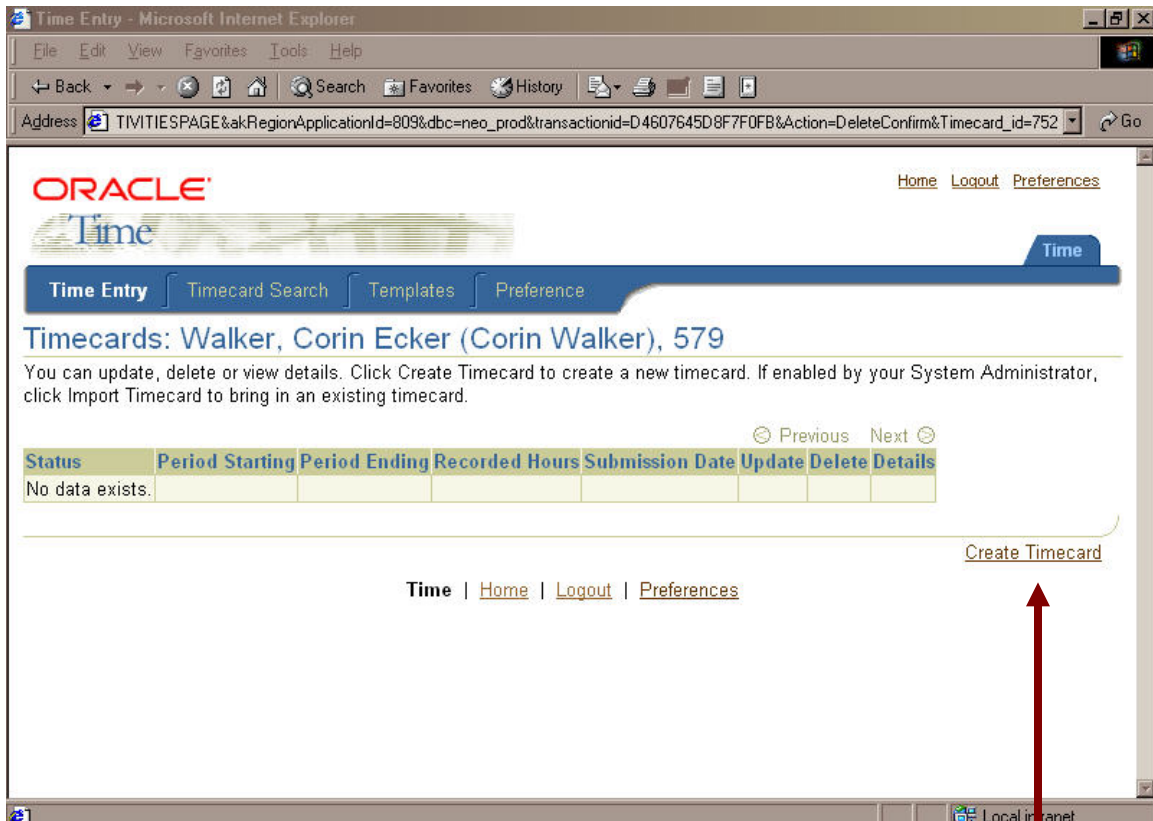 Time Entry - Microsoft Internet Explorer
File Edit View Favorites Tools Help
Back Search Favorites History
Address TIVITIESPAGE&akRegionApplicationId=809&dbc=neo_prod&transactionid=D4607645D8F7F0FB&Action=DeleteConfirm&Timecard_id=752 Go
ORACLE
Home Logout Preferences
Time
Time
Time Entry Timecard Search Templates Preference
Timecards: Walker, Corin Ecker (Corin Walker), 579
You can update, delete or view details. Click Create Timecard to create a new timecard. If enabled by your System Administrator,
click Import Timecard to bring in an existing timecard.
Previous Next
Status Period Starting Period Ending Recorded Hours Submission Date Update Delete Details
No data exists.
Create Timecard
Time | Home | Logout | Preferences
Local intranet